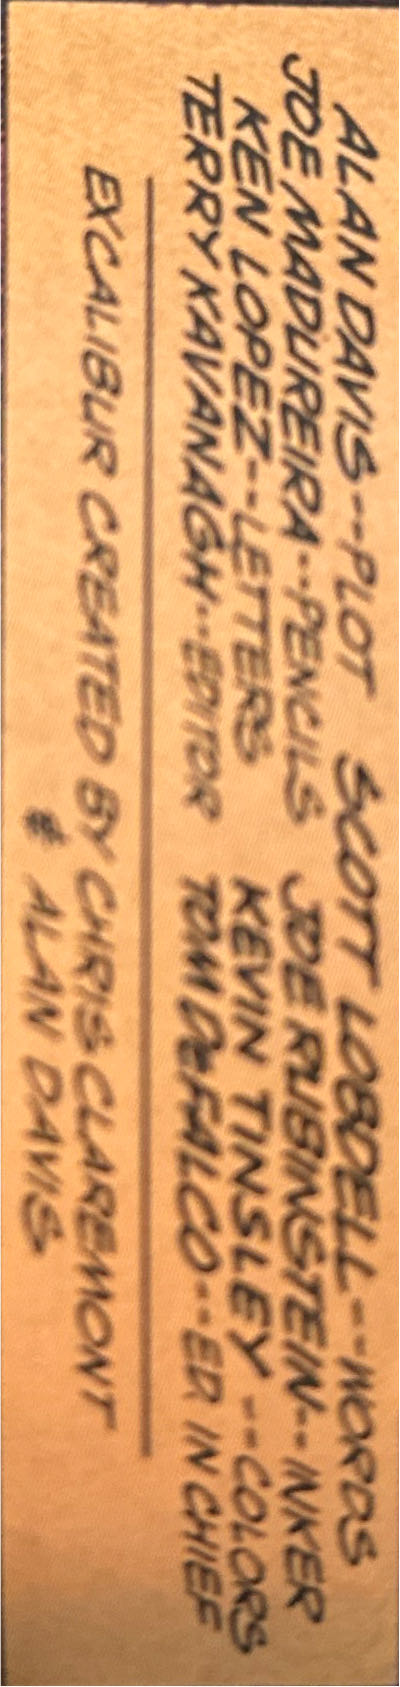 ALAN DAVIS--PLOT SCOTT LOBDELL--WORDS
JOE MADUREIRA--PENCILS JOE RUBINSTEIN--INKER
KEN LOPEZ--LETTERS KEVIN TINSLEY--COLORS
TERRY KAVANAGH--EDITOR TOM DeFALCO--ED IN CHIEF
EXCALIBUR CREATED BY CHRIS CLAREMONT
& ALAN DAVIS